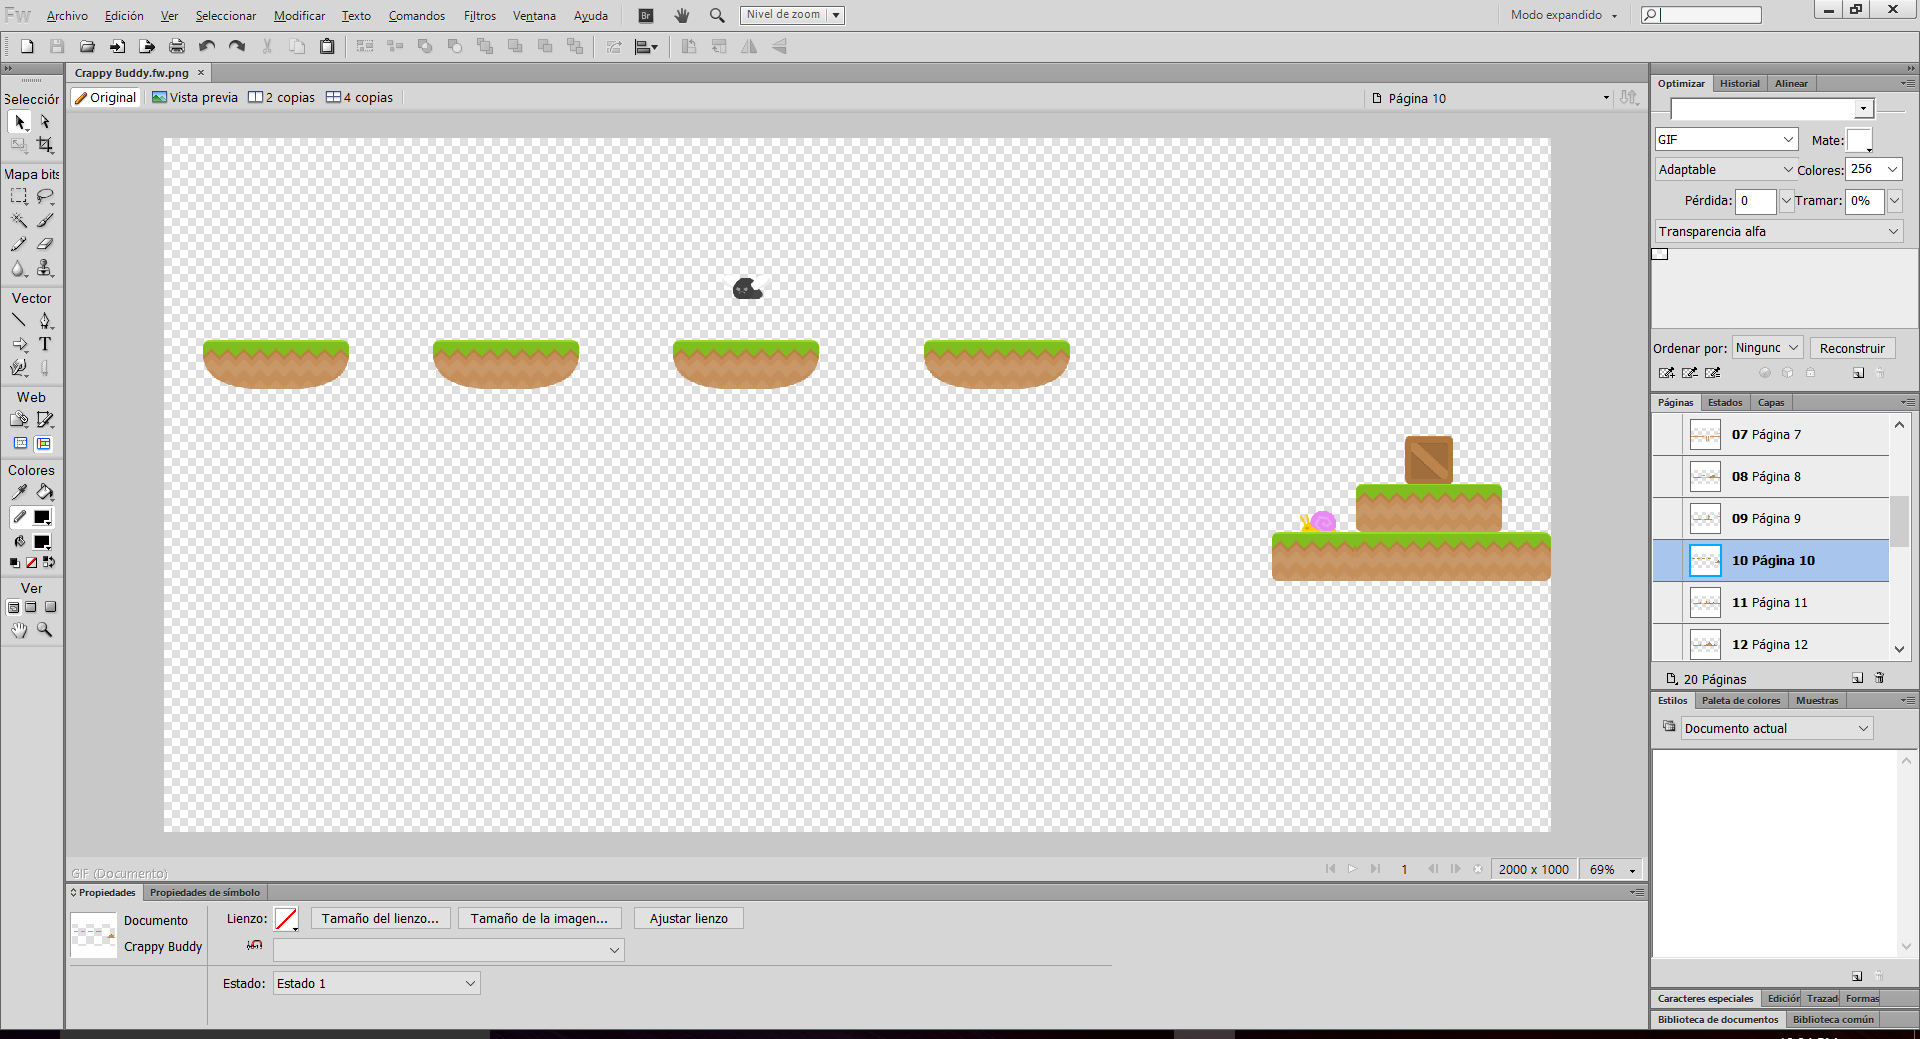 Fw Archivo Edición Ver Seleccionar Modificar Texto Comandos Filtros Ventana Ayuda Br Nivel de zoom Modo expandido
Crappy Buddy.fw.png ×
Original Vista previa 2 copias 4 copias Página 10
Selección
Mapa bits
Vector
T
Web
Colores
Ver
Optimizar Historial Alinear
GIF Mate:
Adaptable Colores: 256
Pérdida: 0 Tramar: 0%
Transparencia alfa
Ordenar por: Ninguno Reconstruir
Páginas Estados Capas
07 Página 7
08 Página 8
09 Página 9
10 Página 10
11 Página 11
12 Página 12
20 Páginas
Estilos Paleta de colores Muestras
Documento actual
Caracteres especiales Edición Trazad Formas
Biblioteca de documentos Biblioteca común
GIF (Documento) 1 2000 x 1000 69%
Propiedades Propiedades de símbolo
Documento
Crappy Buddy
Lienzo: Tamaño del lienzo... Tamaño de la imagen... Ajustar lienzo
Estado: Estado 1